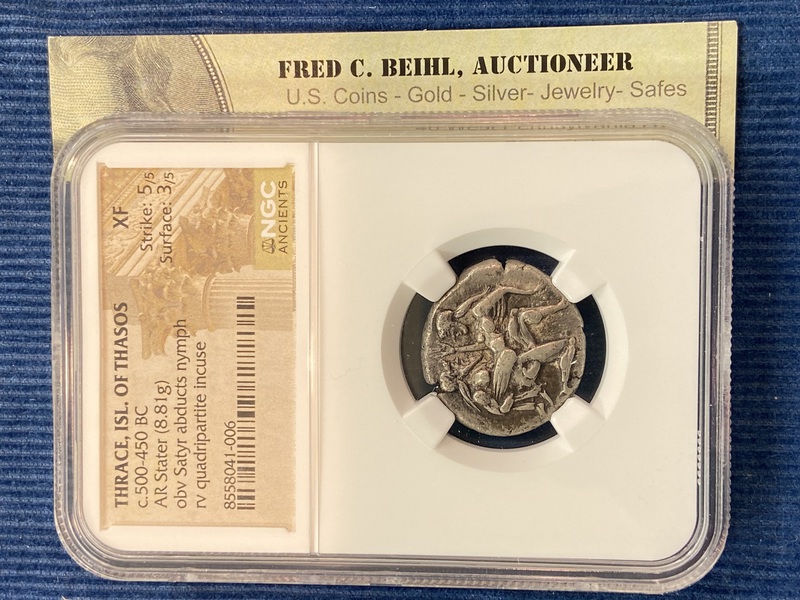 FRED C. BEIHL, AUCTIONEER
U.S. Coins - Gold - Silver- Jewelry- Safes
THRACE, ISL. OF THASOS
c.500-450 BC
AR Stater (8.81g)
obv Satyr abducts nymph
rv quadripartite incuse
8558041-006
XF
Strike: 5/5
Surface: 3/5
NGC
ANCIENTS